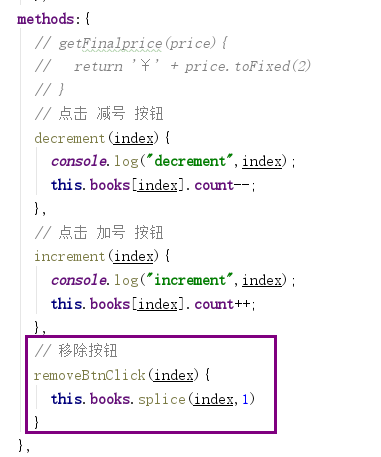 methods:{
// getFinalprice(price){
//   return '￥' + price.toFixed(2)
// }
// 点击 减号 按钮
decrement(index){
console.log("decrement",index);
this.books[index].count--;
},
// 点击 加号 按钮
increment(index){
console.log("increment",index);
this.books[index].count++;
},
// 移除按钮
removeBtnClick(index){
this.books.splice(index,1)
}
},